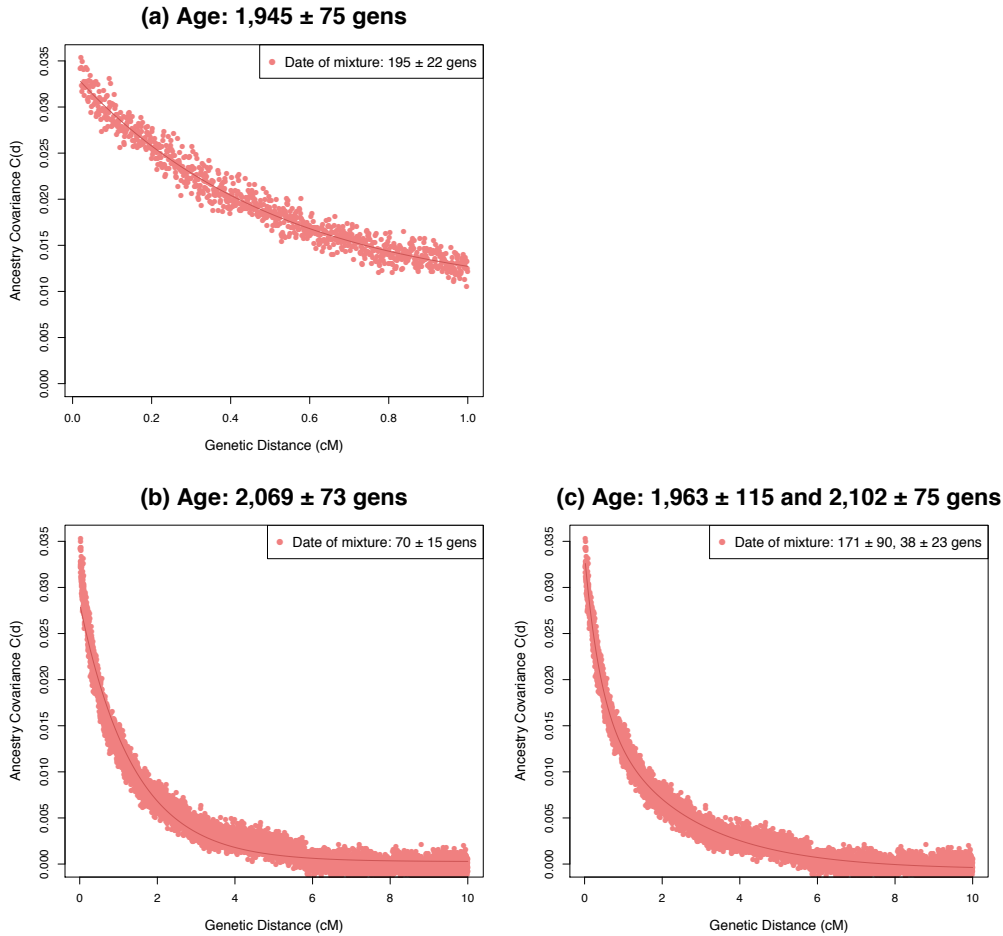 (a) Age: 1,945 ± 75 gens
Date of mixture: 195 ± 22 gens
Ancestry Covariance C(d)
0.035
0.030
0.025
0.020
0.015
0.010
0.005
0.000
0.0 0.2 0.4 0.6 0.8 1.0
Genetic Distance (cM)
(b) Age: 2,069 ± 73 gens
Date of mixture: 70 ± 15 gens
Ancestry Covariance C(d)
0.035
0.030
0.025
0.020
0.015
0.010
0.005
0.000
0 2 4 6 8 10
Genetic Distance (cM)
(c) Age: 1,963 ± 115 and 2,102 ± 75 gens
Date of mixture: 171 ± 90, 38 ± 23 gens
Ancestry Covariance C(d)
0.035
0.030
0.025
0.020
0.015
0.010
0.005
0.000
0 2 4 6 8 10
Genetic Distance (cM)